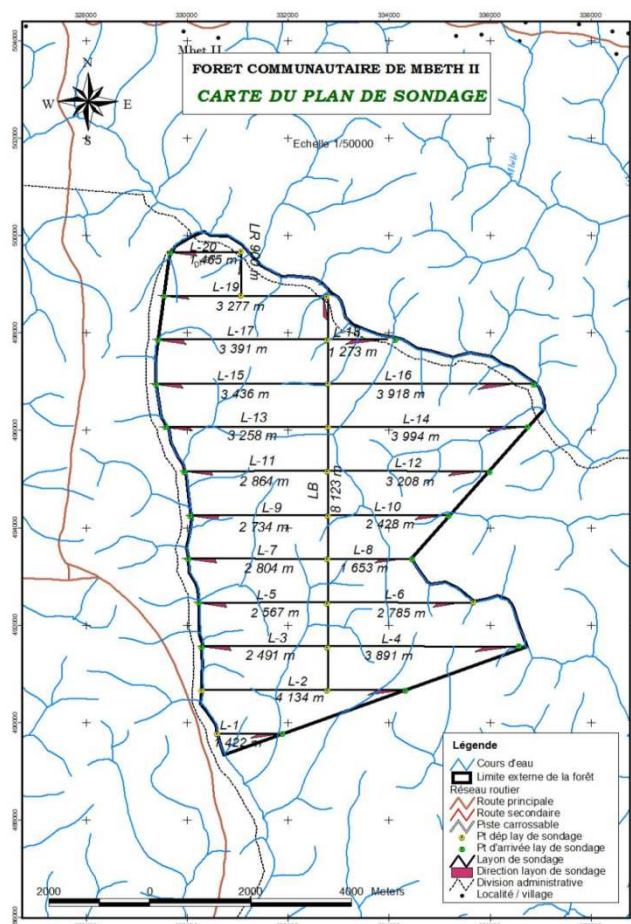 328000 330000 332000 334000 336000 338000
Mbet II
N
W E
S
FORET COMMUNAUTAIRE DE MBETH II
CARTE DU PLAN DE SONDAGE
Echelle 1/50000
L-20
1 465 m
LR 900 m
L-19
3 277 m
L-17
3 391 m
L-18
1 273 m
L-15
3 436 m
L-16
3 918 m
L-13
3 258 m
L-14
3 994 m
L-11
2 864 m
L-12
3 208 m
LB
8 123 m
L-9
2 734 m
L-10
2 428 m
L-7
2 804 m
L-8
1 653 m
L-5
2 567 m
L-6
2 785 m
L-3
2 491 m
L-4
3 891 m
L-2
4 134 m
L-1
1 422 m
Légende
Cours d'eau
Limite externe de la forêt
Réseau routier
Route principale
Route secondaire
Piste carrossable
Pt dép lay de sondage
Pt d'arrivée lay de sondage
Layon de sondage
Direction layon de sondage
Division administrative
Localité / village
2000 0 2000 4000 Meters
328000 330000 332000 334000 336000 338000